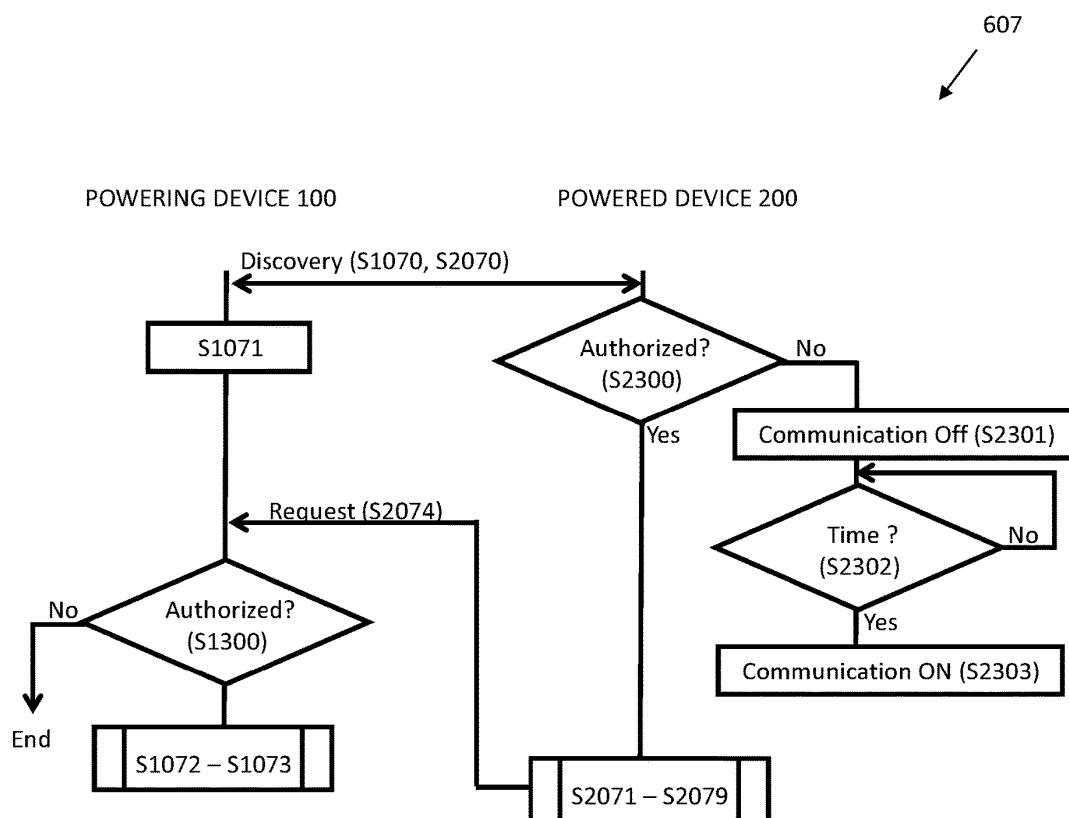 607
POWERING DEVICE 100
POWERED DEVICE 200
Discovery (S1070, S2070)
S1071
Authorized?
(S2300)
No
Yes
Communication Off (S2301)
Request (S2074)
Time ?
(S2302)
No
Yes
Authorized?
(S1300)
No
Communication ON (S2303)
End
S1072 – S1073
S2071 – S2079